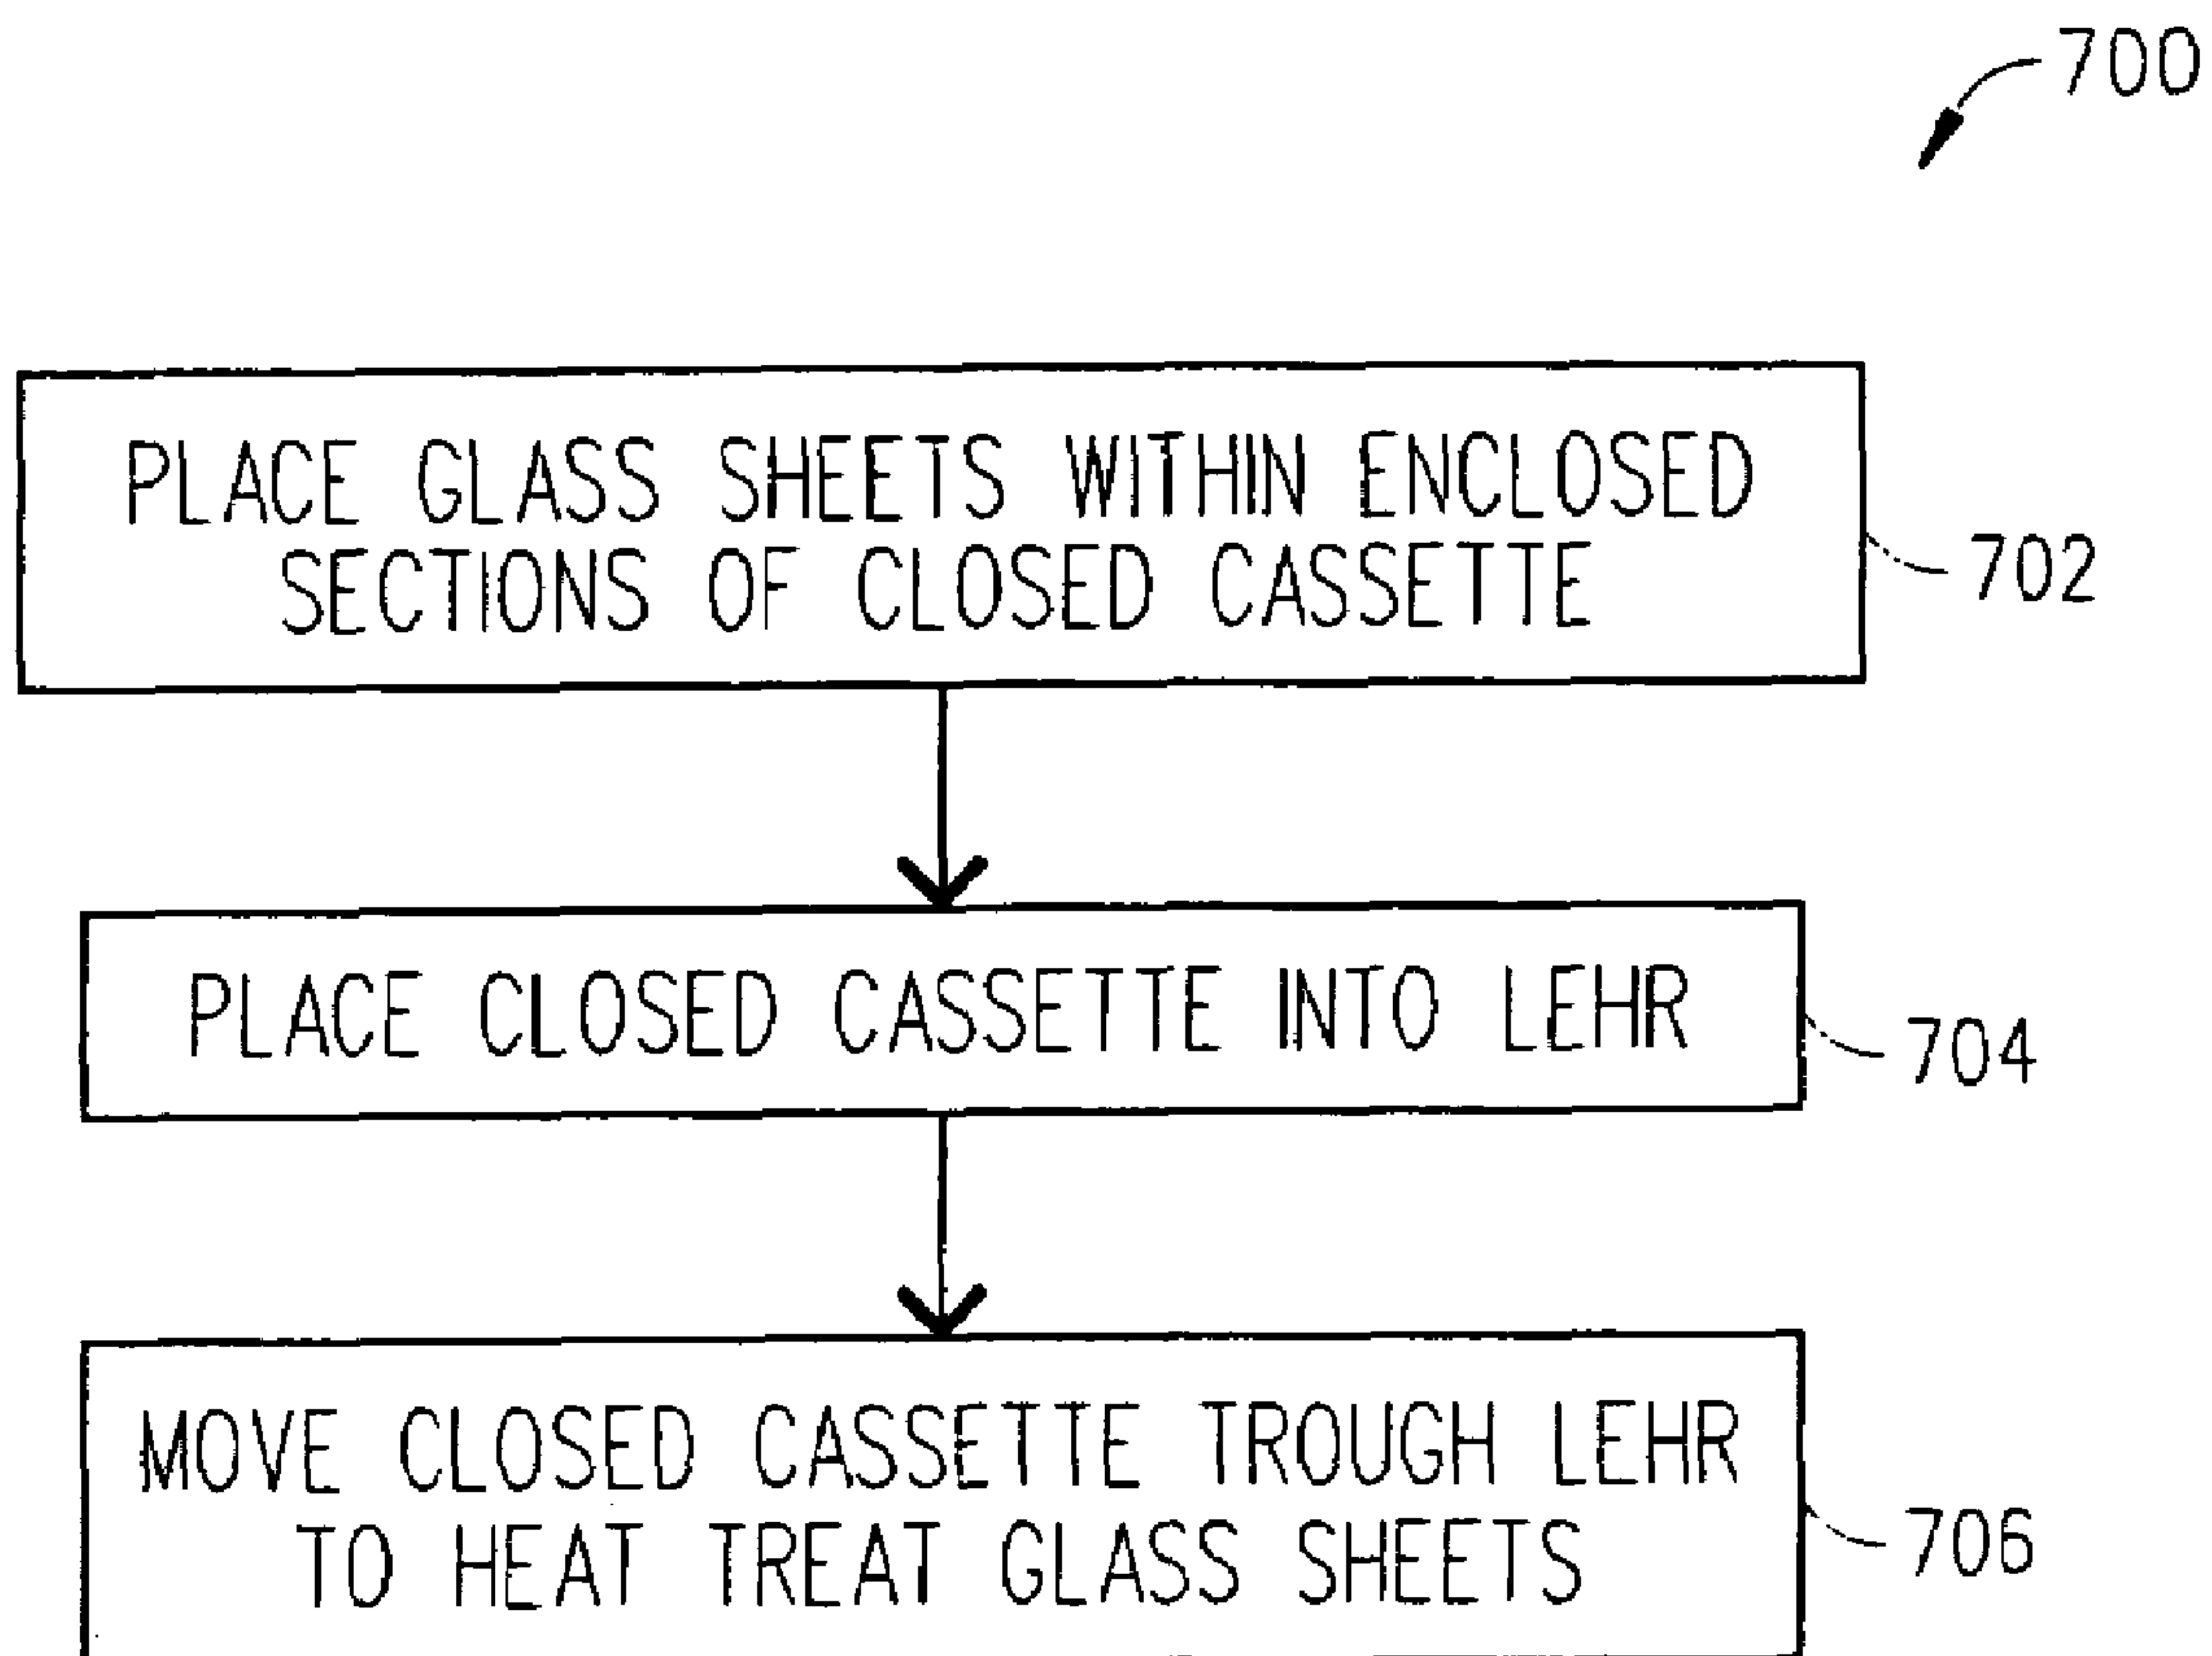 700
PLACE GLASS SHEETS WITHIN ENCLOSED
SECTIONS OF CLOSED CASSETTE
702
PLACE CLOSED CASSETTE INTO LEHR
704
MOVE CLOSED CASSETTE TROUGH LEHR
TO HEAT TREAT GLASS SHEETS
706